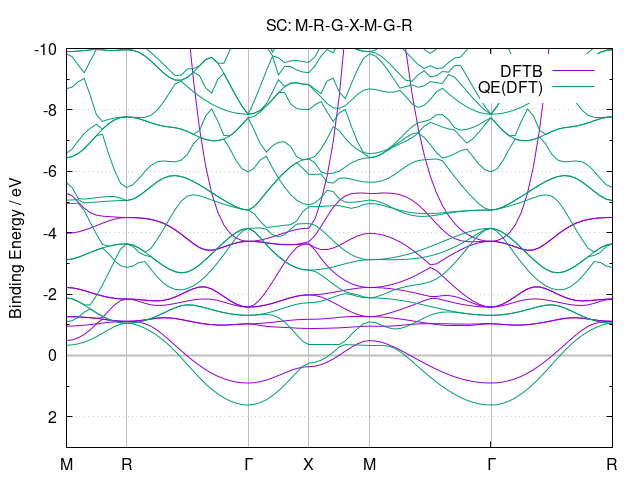 SC: M-R-G-X-M-G-R
-10
DFTB
QE(DFT)
-8
-6
-4
-2
0
2
Binding Energy / eV
M R Γ X M Γ R